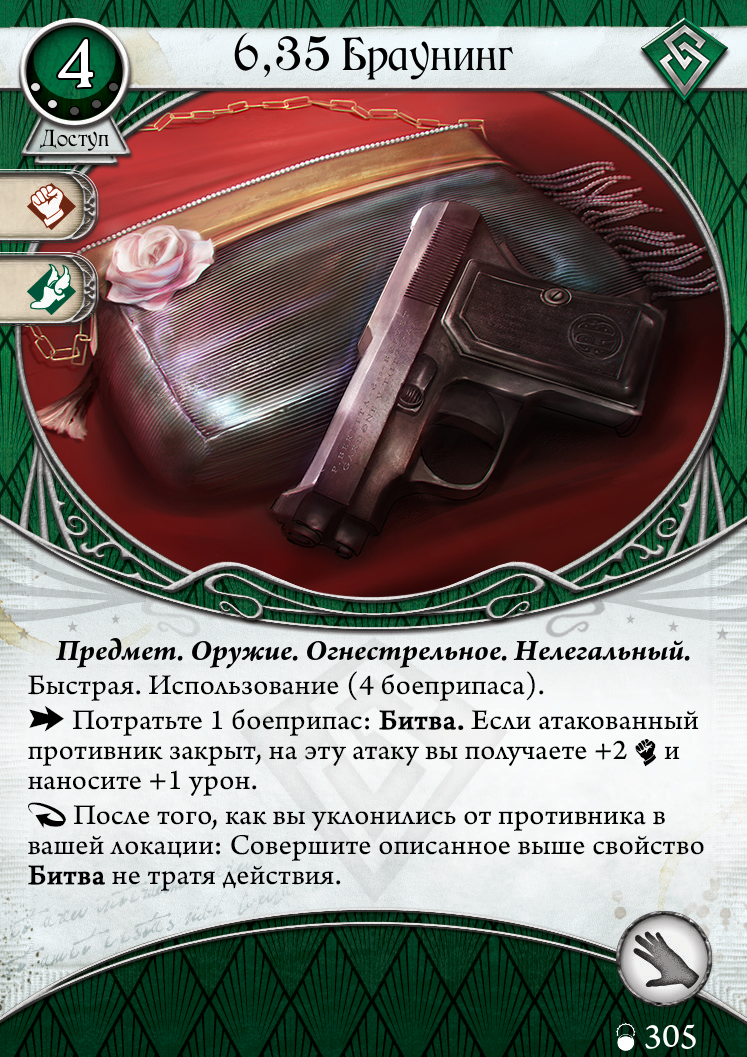 4
6,35 Браунинг
Доступ
Предмет. Оружие. Огнестрельное. Нелегальный.
Быстрая. Использование (4 боеприпаса).
Потратьте 1 боеприпас: Битва. Если атакованный
противник закрыт, на эту атаку вы получаете +2 и
наносите +1 урон.
После того, как вы уклонились от противника в
вашей локации: Совершите описанное выше свойство
Битва не тратя действия.
305